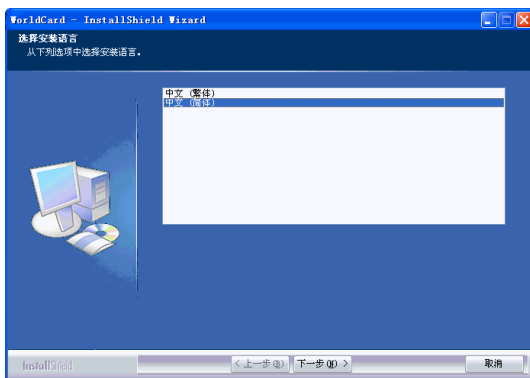 WorldCard - InstallShield Wizard
选择安装语言
从下列选项中选择安装语言。
中文 (繁体)
中文 (简体)
InstallShield
< 上一步(B)
下一步(N) >
取消